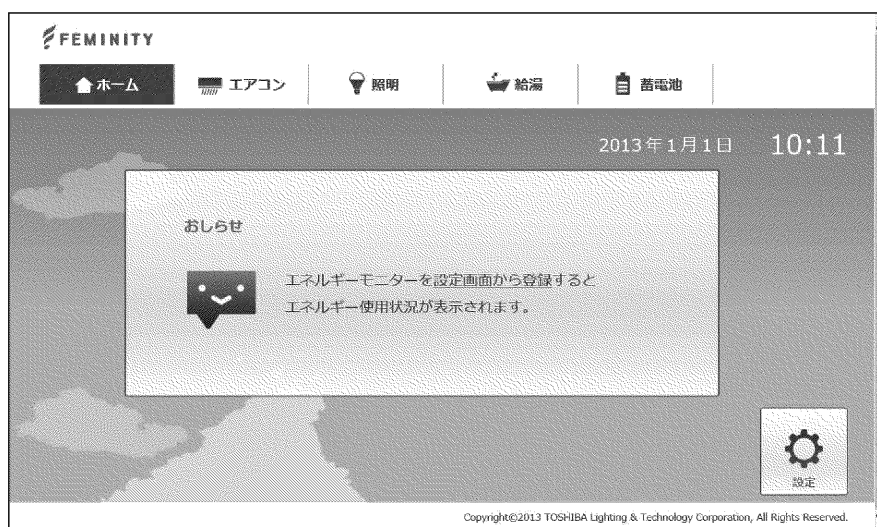 FEMINITY
ホーム エアコン 照明 給湯 蓄電池
2013年1月1日 10:11
おしらせ
エネルギーモニターを設定画面から登録すると
エネルギー使用状況が表示されます。
設定
Copyright©2013 TOSHIBA Lighting & Technology Corporation, All Rights Reserved.